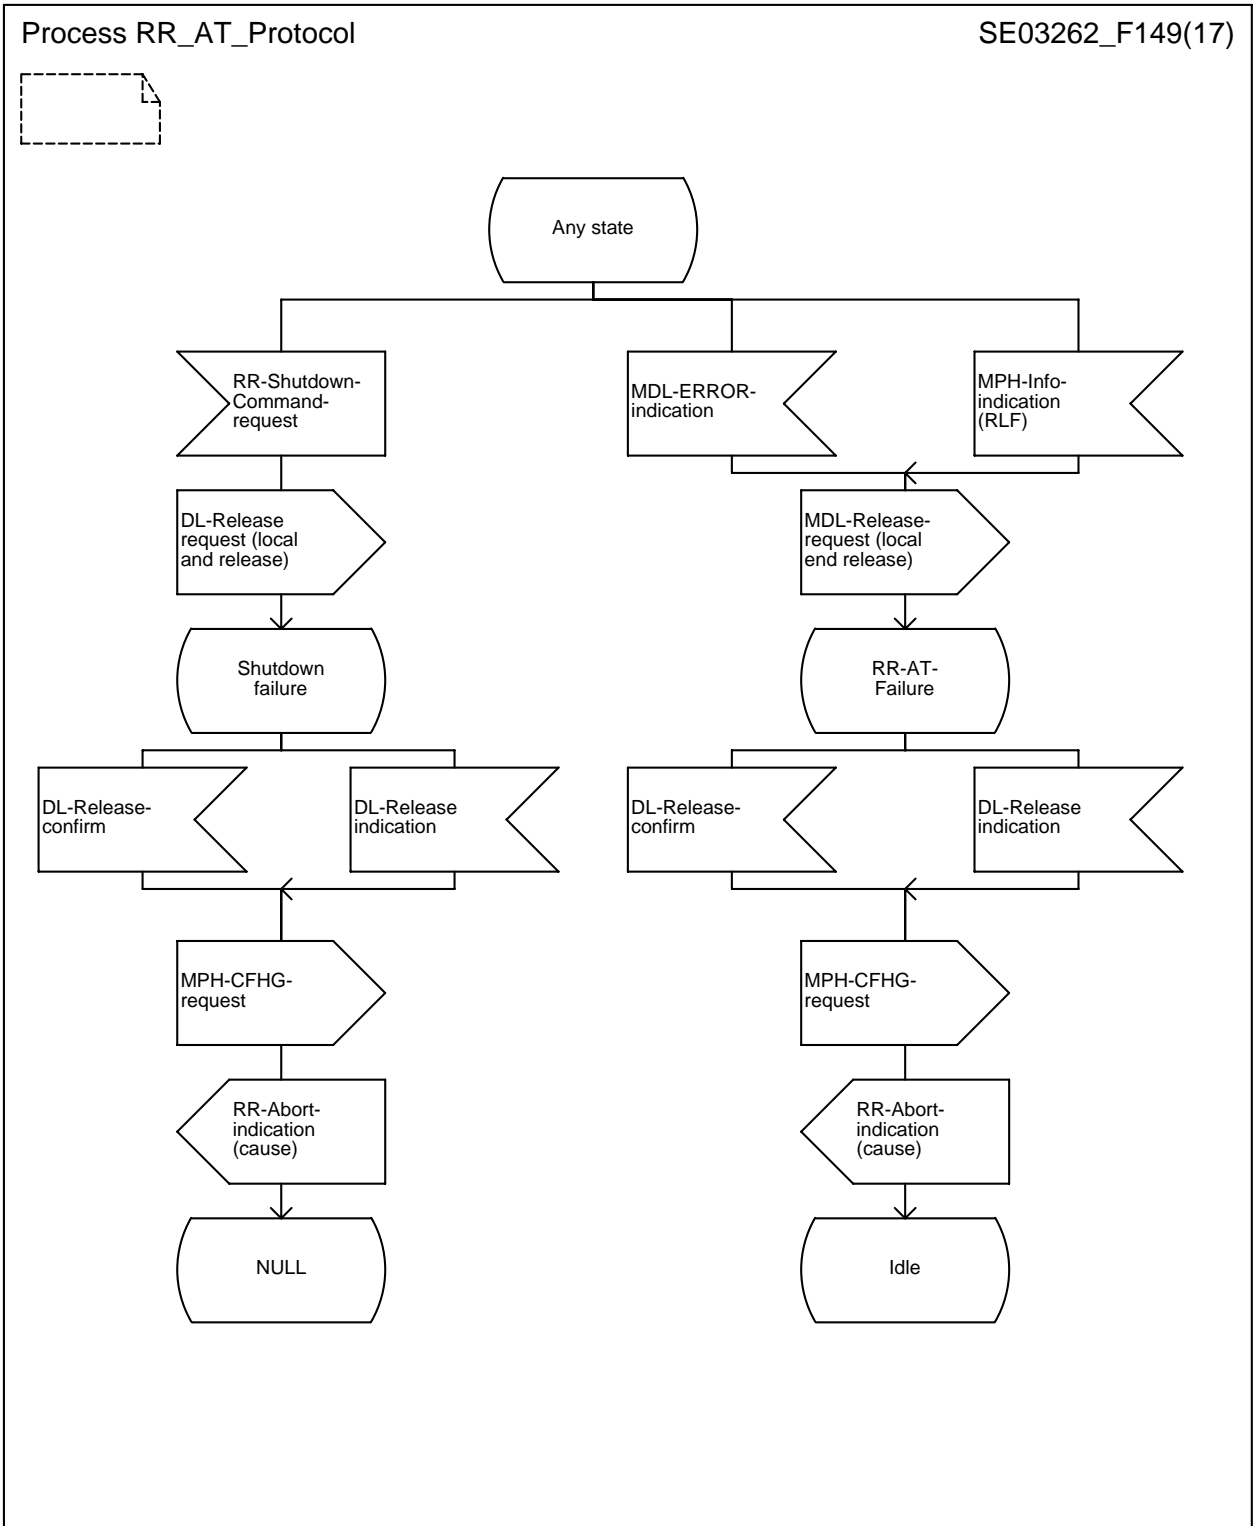 Process RR_AT_Protocol
SE03262_F149(17)
Any state
RR-Shutdown-
Command-
request
MDL-ERROR-
indication
MPH-Info-
indication
(RLF)
DL-Release
request (local
and release)
MDL-Release-
request (local
end release)
Shutdown
failure
RR-AT-
Failure
DL-Release-
confirm
DL-Release
indication
DL-Release-
confirm
DL-Release
indication
MPH-CFHG-
request
MPH-CFHG-
request
RR-Abort-
indication
(cause)
RR-Abort-
indication
(cause)
NULL
Idle